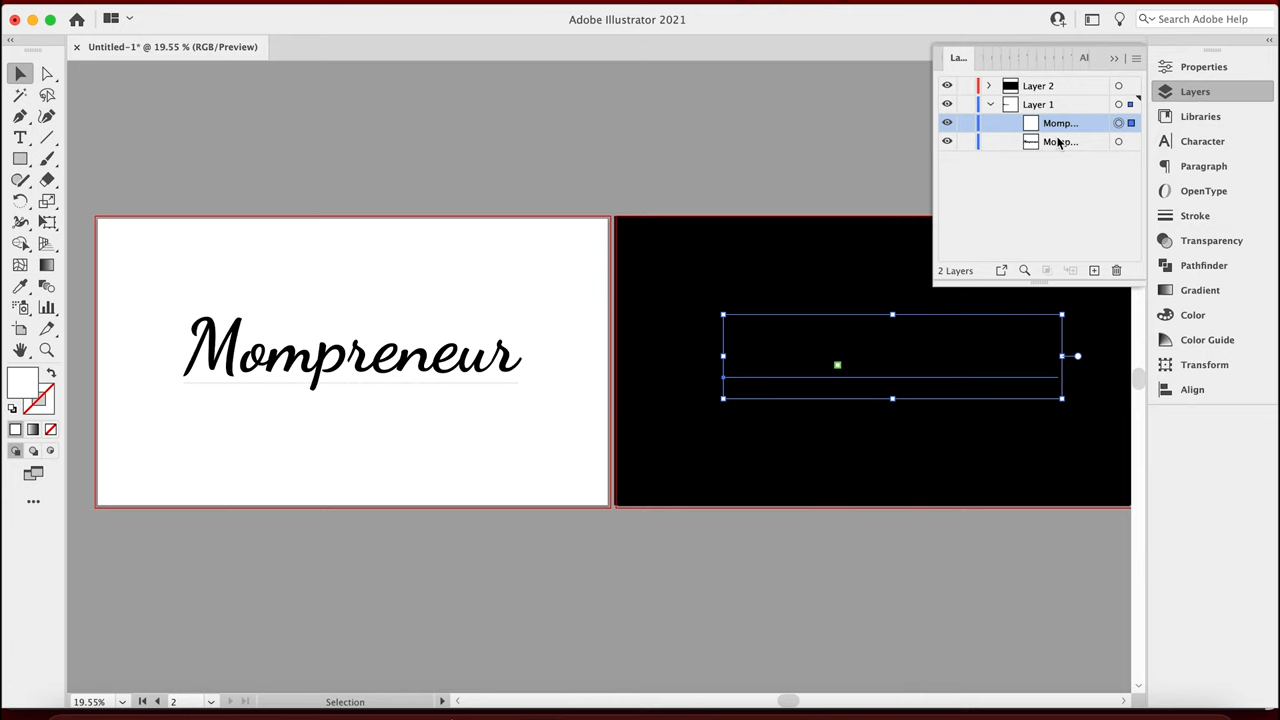 Adobe Illustrator 2021
Search Adobe Help
Untitled-1* @ 19.55 % (RGB/Preview)
La...
Al
Layer 2
Layer 1
Momp...
Momp...
2 Layers
Properties
Layers
Libraries
Character
Paragraph
OpenType
Stroke
Transparency
Pathfinder
Gradient
Color
Color Guide
Transform
Align
Mompreneur
19.55%
2
Selection